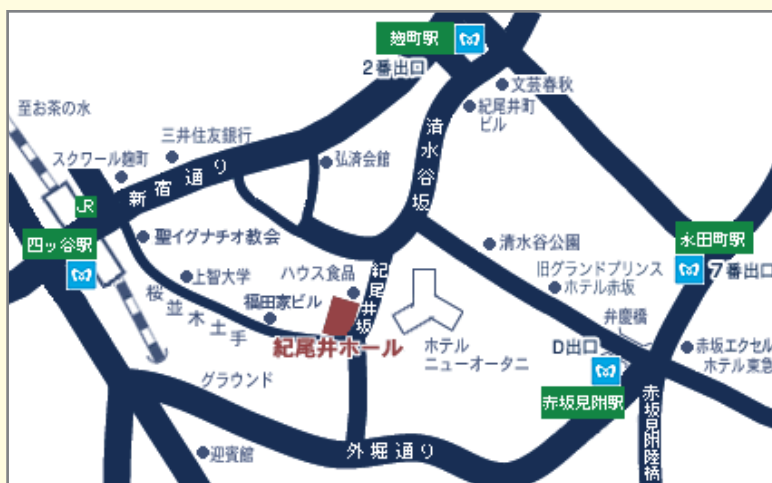 麹町駅
2番出口
文芸春秋
紀尾井町
ビル
至お茶の水
三井住友銀行
スクワール麹町
新宿通り
弘済会館
清水谷坂
JR
四ッ谷駅
聖イグナチオ教会
上智大学
ハウス食品
福田家ビル
桜並木土手
紀尾井坂
紀尾井ホール
清水谷公園
永田町駅
7番出口
旧グランドプリンス
ホテル赤坂
弁慶橋
ホテル
ニューオータニ
D出口
赤坂エクセル
ホテル東急
赤坂見附駅
赤坂見附陸橋
グラウンド
外堀通り
迎賓館